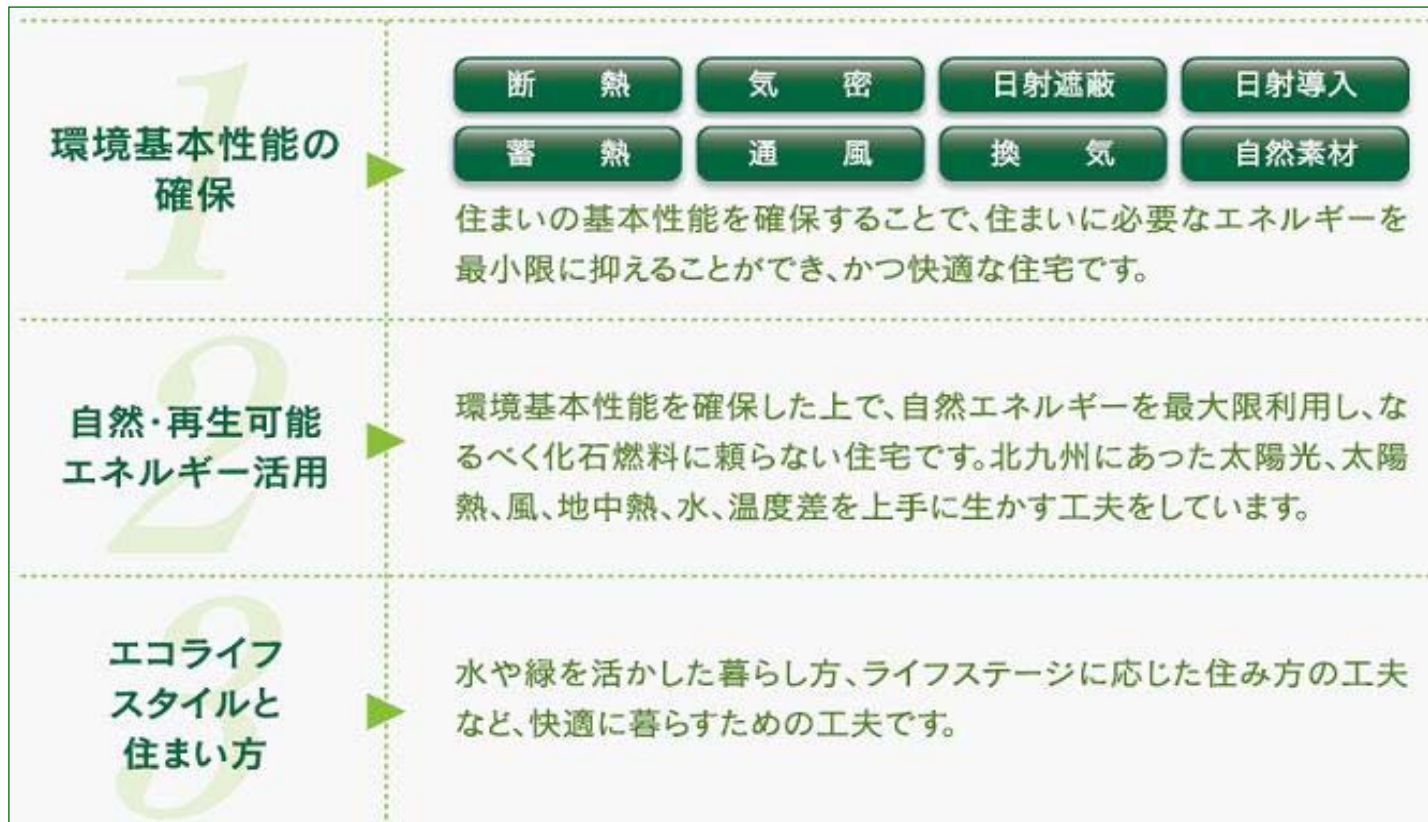 1
環境基本性能の
確保
断熱 気密 日射遮蔽 日射導入
蓄熱 通風 換気 自然素材
住まいの基本性能を確保することで、住まいに必要なエネルギーを
最小限に抑えることができ、かつ快適な住宅です。
2
自然・再生可能
エネルギー活用
環境基本性能を確保した上で、自然エネルギーを最大限利用し、な
るべく化石燃料に頼らない住宅です。北九州にあった太陽光、太陽
熱、風、地中熱、水、温度差を上手に生かす工夫をしています。
3
エコライフ
スタイルと
住まい方
水や緑を活かした暮らし方、ライフステージに応じた住み方の工夫
など、快適に暮らすための工夫です。